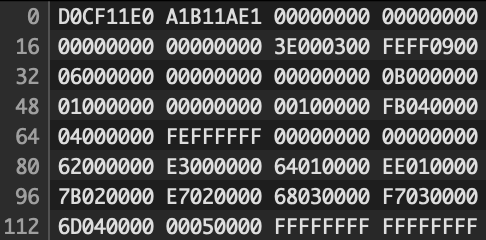 0 D0CF11E0 A1B11AE1 00000000 00000000
16 00000000 00000000 3E000300 FEFF0900
32 06000000 00000000 00000000 0B000000
48 01000000 00000000 00100000 FB040000
64 04000000 FEFFFFFF 00000000 00000000
80 62000000 E3000000 64010000 EE010000
96 7B020000 E7020000 68030000 F7030000
112 6D040000 00050000 FFFFFFFF FFFFFFFF